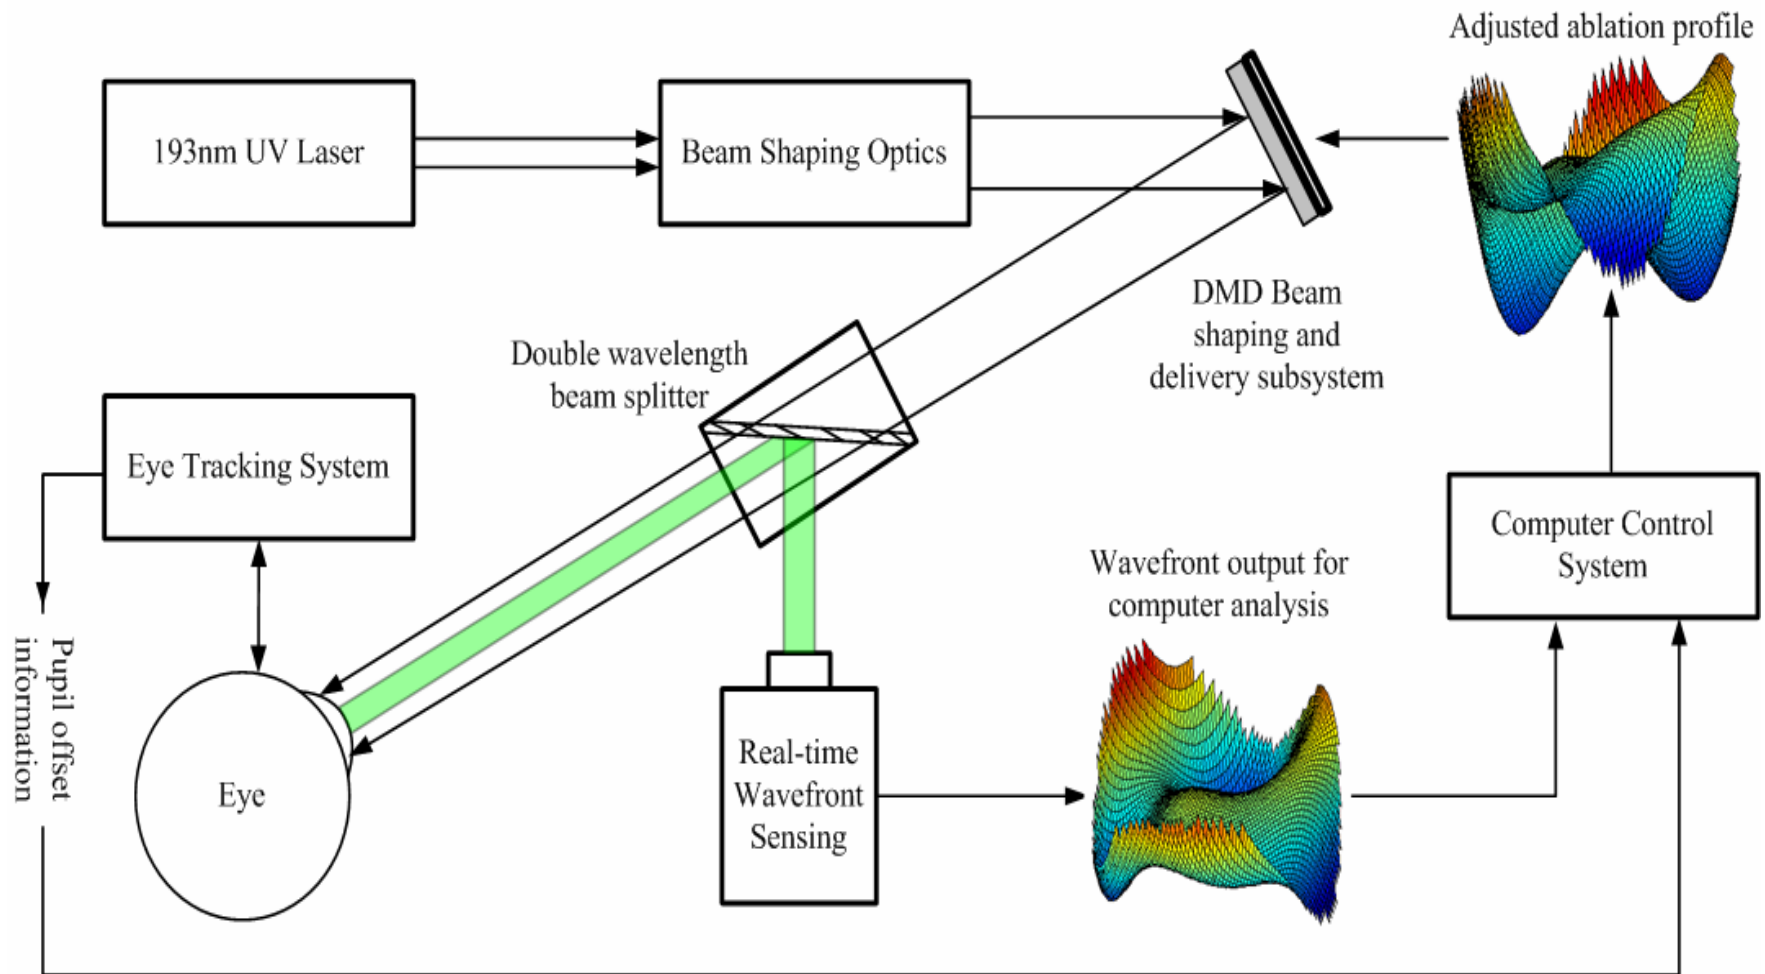 Adjusted ablation profile
193nm UV Laser
Beam Shaping Optics
DMD Beam
shaping and
delivery subsystem
Double wavelength
beam splitter
Eye Tracking System
Computer Control
System
Wavefront output for
computer analysis
Pupil offset
information
Real-time
Wavefront
Sensing
Eye